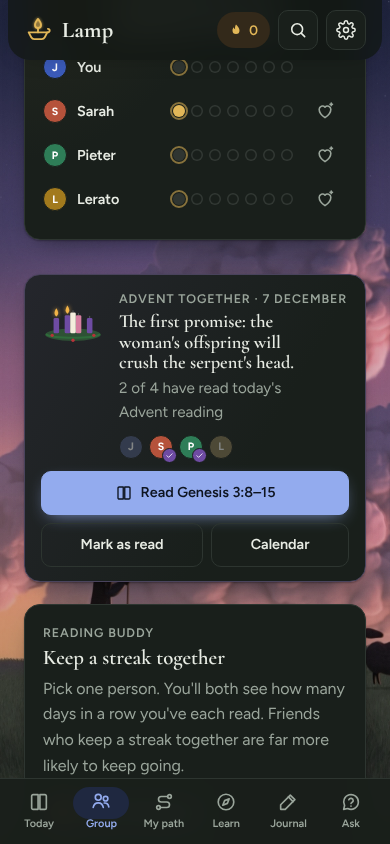 Lamp
0
J You
S Sarah
P Pieter
L Lerato
ADVENT TOGETHER · 7 DECEMBER
The first promise: the
woman's offspring will
crush the serpent's head.
2 of 4 have read today's
Advent reading
J S P L
Read Genesis 3:8–15
Mark as read
Calendar
READING BUDDY
Keep a streak together
Pick one person. You'll both see how many
days in a row you've each read. Friends
who keep a streak together are far more
likely to keep going.
Today
Group
My path
Learn
Journal
Ask